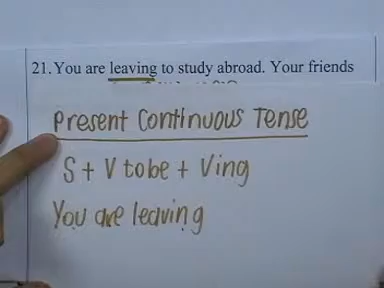 21. You are leaving to study abroad. Your friends
Present Continuous Tense
S + V tobe + Ving
You are leaving